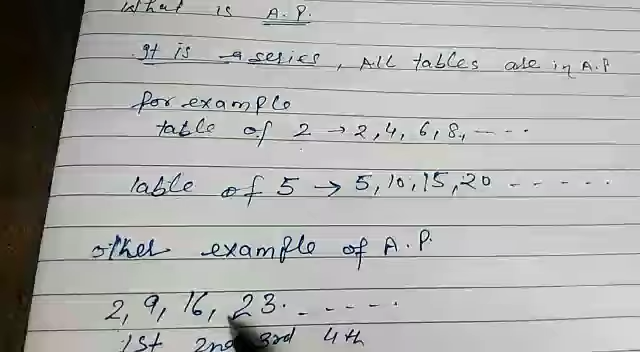 What is A.P.
It is a series, All tables are in A.P
for example
table of 2 → 2, 4, 6, 8, - - - -
table of 5 → 5, 10, 15, 20 - - - - - -
other example of A.P.
2, 9, 16, 23. - - - - - .
1st 2nd 3rd 4th